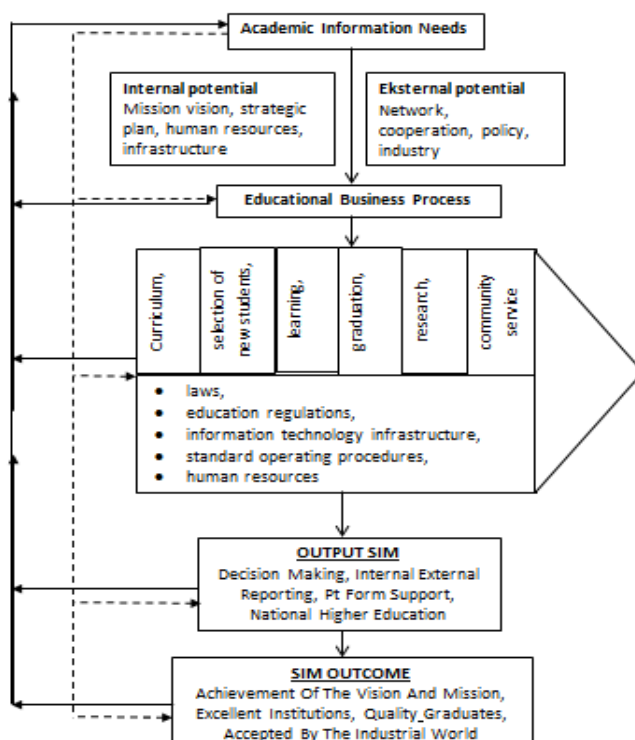 Academic Information Needs
Internal potential
Mission vision, strategic
plan, human resources,
infrastructure
Eksternal potential
Network,
cooperation, policy,
industry
Educational Business Process
Curriculum,
selection of
new students,
learning,
graduation,
research,
community
service
• laws,
• education regulations,
• information technology infrastructure,
• standard operating procedures,
• human resources
OUTPUT SIM
Decision Making, Internal External
Reporting, Pt Form Support,
National Higher Education
SIM OUTCOME
Achievement Of The Vision And Mission,
Excellent Institutions, Quality Graduates,
Accepted By The Industrial World